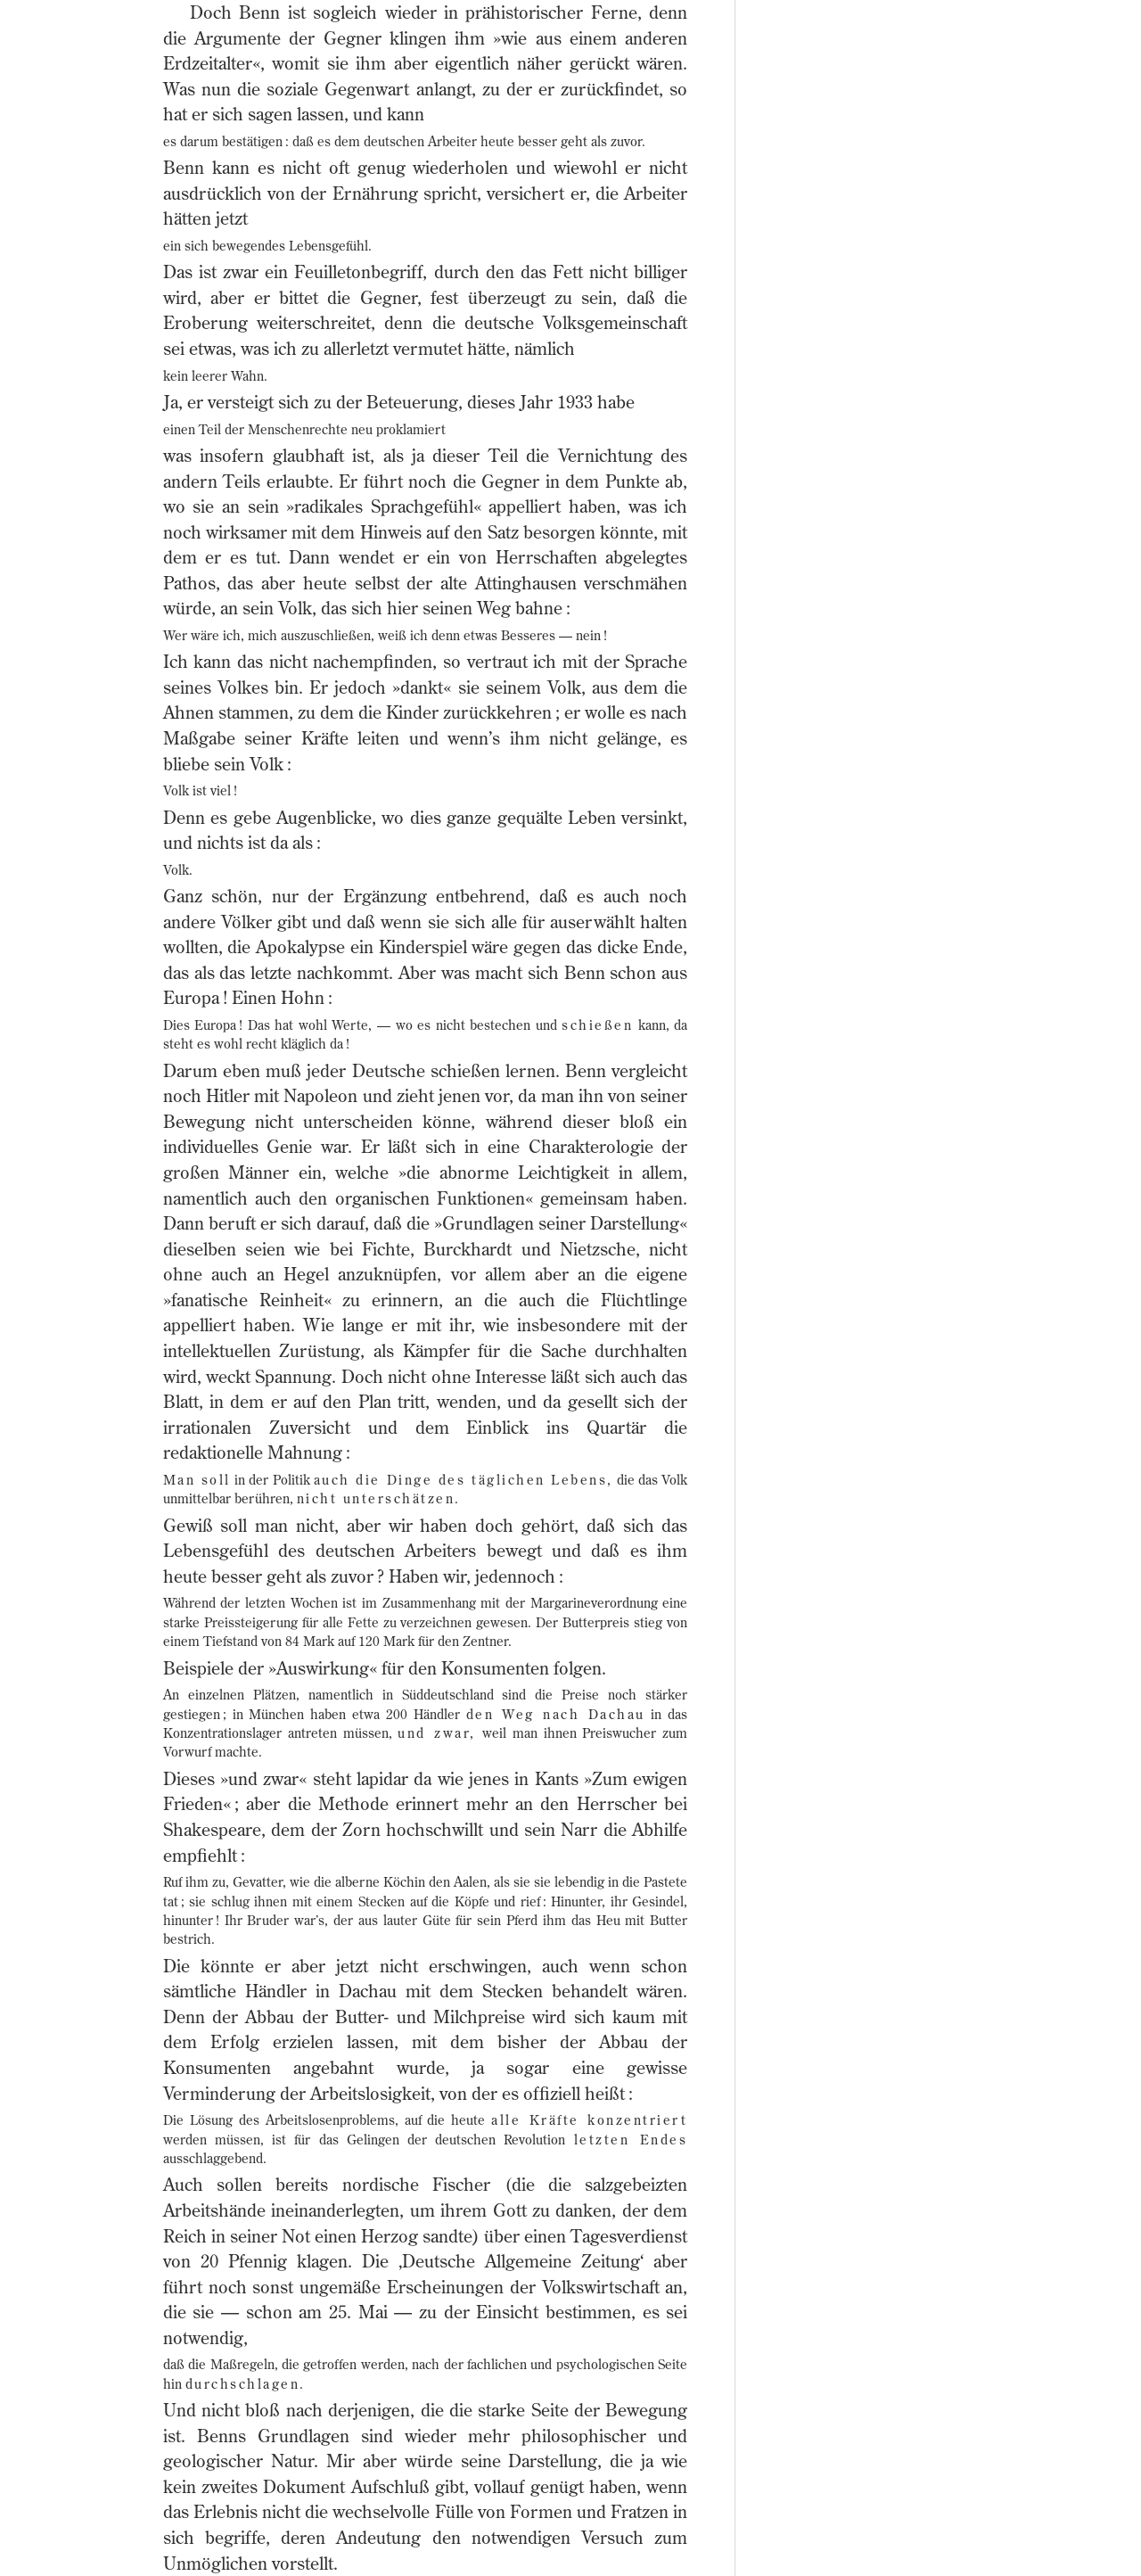 Doch Benn ist sogleich wieder in prähistorischer Ferne, denn
die Argumente der Gegner klingen ihm »wie aus einem anderen
Erdzeitalter«, womit sie ihm aber eigentlich näher gerückt wären.
Was nun die soziale Gegenwart anlangt, zu der er zurückfindet, so
hat er sich sagen lassen, und kann
es darum bestätigen : daß es dem deutschen Arbeiter heute besser geht als zuvor.
Benn kann es nicht oft genug wiederholen und wiewohl er nicht
ausdrücklich von der Ernährung spricht, versichert er, die Arbeiter
hätten jetzt
ein sich bewegendes Lebensgefühl.
Das ist zwar ein Feuilletonbegriff, durch den das Fett nicht billiger
wird, aber er bittet die Gegner, fest überzeugt zu sein, daß die
Eroberung weiterschreitet, denn die deutsche Volksgemeinschaft
sei etwas, was ich zu allerletzt vermutet hätte, nämlich
kein leerer Wahn.
Ja, er versteigt sich zu der Beteuerung, dieses Jahr 1933 habe
einen Teil der Menschenrechte neu proklamiert
was insofern glaubhaft ist, als ja dieser Teil die Vernichtung des
andern Teils erlaubte. Er führt noch die Gegner in dem Punkte ab,
wo sie an sein »radikales Sprachgefühl« appelliert haben, was ich
noch wirksamer mit dem Hinweis auf den Satz besorgen könnte, mit
dem er es tut. Dann wendet er ein von Herrschaften abgelegtes
Pathos, das aber heute selbst der alte Attinghausen verschmähen
würde, an sein Volk, das sich hier seinen Weg bahne :
Wer wäre ich, mich auszuschließen, weiß ich denn etwas Besseres — nein !
Ich kann das nicht nachempfinden, so vertraut ich mit der Sprache
seines Volkes bin. Er jedoch »dankt« sie seinem Volk, aus dem die
Ahnen stammen, zu dem die Kinder zurückkehren ; er wolle es nach
Maßgabe seiner Kräfte leiten und wenn’s ihm nicht gelänge, es
bliebe sein Volk :
Volk ist viel !
Denn es gebe Augenblicke, wo dies ganze gequälte Leben versinkt,
und nichts ist da als :
Volk.
Ganz schön, nur der Ergänzung entbehrend, daß es auch noch
andere Völker gibt und daß wenn sie sich alle für auserwählt halten
wollten, die Apokalypse ein Kinderspiel wäre gegen das dicke Ende,
das als das letzte nachkommt. Aber was macht sich Benn schon aus
Europa ! Einen Hohn :
Dies Europa ! Das hat wohl Werte, — wo es nicht bestechen und schießen kann, da
steht es wohl recht kläglich da !
Darum eben muß jeder Deutsche schießen lernen. Benn vergleicht
noch Hitler mit Napoleon und zieht jenen vor, da man ihn von seiner
Bewegung nicht unterscheiden könne, während dieser bloß ein
individuelles Genie war. Er läßt sich in eine Charakterologie der
großen Männer ein, welche »die abnorme Leichtigkeit in allem,
namentlich auch den organischen Funktionen« gemeinsam haben.
Dann beruft er sich darauf, daß die »Grundlagen seiner Darstellung«
dieselben seien wie bei Fichte, Burckhardt und Nietzsche, nicht
ohne auch an Hegel anzuknüpfen, vor allem aber an die eigene
»fanatische Reinheit« zu erinnern, an die auch die Flüchtlinge
appelliert haben. Wie lange er mit ihr, wie insbesondere mit der
intellektuellen Zurüstung, als Kämpfer für die Sache durchhalten
wird, weckt Spannung. Doch nicht ohne Interesse läßt sich auch das
Blatt, in dem er auf den Plan tritt, wenden, und da gesellt sich der
irrationalen Zuversicht und dem Einblick ins Quartär die
redaktionelle Mahnung :
Man soll in der Politik auch die Dinge des täglichen Lebens, die das Volk
unmittelbar berühren, nicht unterschätzen.
Gewiß soll man nicht, aber wir haben doch gehört, daß sich das
Lebensgefühl des deutschen Arbeiters bewegt und daß es ihm
heute besser geht als zuvor ? Haben wir, jedennoch :
Während der letzten Wochen ist im Zusammenhang mit der Margarineverordnung eine
starke Preissteigerung für alle Fette zu verzeichnen gewesen. Der Butterpreis stieg von
einem Tiefstand von 84 Mark auf 120 Mark für den Zentner.
Beispiele der »Auswirkung« für den Konsumenten folgen.
An einzelnen Plätzen, namentlich in Süddeutschland sind die Preise noch stärker
gestiegen ; in München haben etwa 200 Händler den Weg nach Dachau in das
Konzentrationslager antreten müssen, und zwar, weil man ihnen Preiswucher zum
Vorwurf machte.
Dieses »und zwar« steht lapidar da wie jenes in Kants »Zum ewigen
Frieden« ; aber die Methode erinnert mehr an den Herrscher bei
Shakespeare, dem der Zorn hochschwillt und sein Narr die Abhilfe
empfiehlt :
Ruf ihm zu, Gevatter, wie die alberne Köchin den Aalen, als sie sie lebendig in die Pastete
tat ; sie schlug ihnen mit einem Stecken auf die Köpfe und rief : Hinunter, ihr Gesindel,
hinunter ! Ihr Bruder war’s, der aus lauter Güte für sein Pferd ihm das Heu mit Butter
bestrich.
Die könnte er aber jetzt nicht erschwingen, auch wenn schon
sämtliche Händler in Dachau mit dem Stecken behandelt wären.
Denn der Abbau der Butter- und Milchpreise wird sich kaum mit
dem Erfolg erzielen lassen, mit dem bisher der Abbau der
Konsumenten angebahnt wurde, ja sogar eine gewisse
Verminderung der Arbeitslosigkeit, von der es offiziell heißt :
Die Lösung des Arbeitslosenproblems, auf die heute alle Kräfte konzentriert
werden müssen, ist für das Gelingen der deutschen Revolution letzten Endes
ausschlaggebend.
Auch sollen bereits nordische Fischer (die die salzgebeizten
Arbeitshände ineinanderlegten, um ihrem Gott zu danken, der dem
Reich in seiner Not einen Herzog sandte) über einen Tagesverdienst
von 20 Pfennig klagen. Die ‚Deutsche Allgemeine Zeitung‘ aber
führt noch sonst ungemäße Erscheinungen der Volkswirtschaft an,
die sie — schon am 25. Mai — zu der Einsicht bestimmen, es sei
notwendig,
daß die Maßregeln, die getroffen werden, nach der fachlichen und psychologischen Seite
hin durchschlagen.
Und nicht bloß nach derjenigen, die die starke Seite der Bewegung
ist. Benns Grundlagen sind wieder mehr philosophischer und
geologischer Natur. Mir aber würde seine Darstellung, die ja wie
kein zweites Dokument Aufschluß gibt, vollauf genügt haben, wenn
das Erlebnis nicht die wechselvolle Fülle von Formen und Fratzen in
sich begriffe, deren Andeutung den notwendigen Versuch zum
Unmöglichen vorstellt.